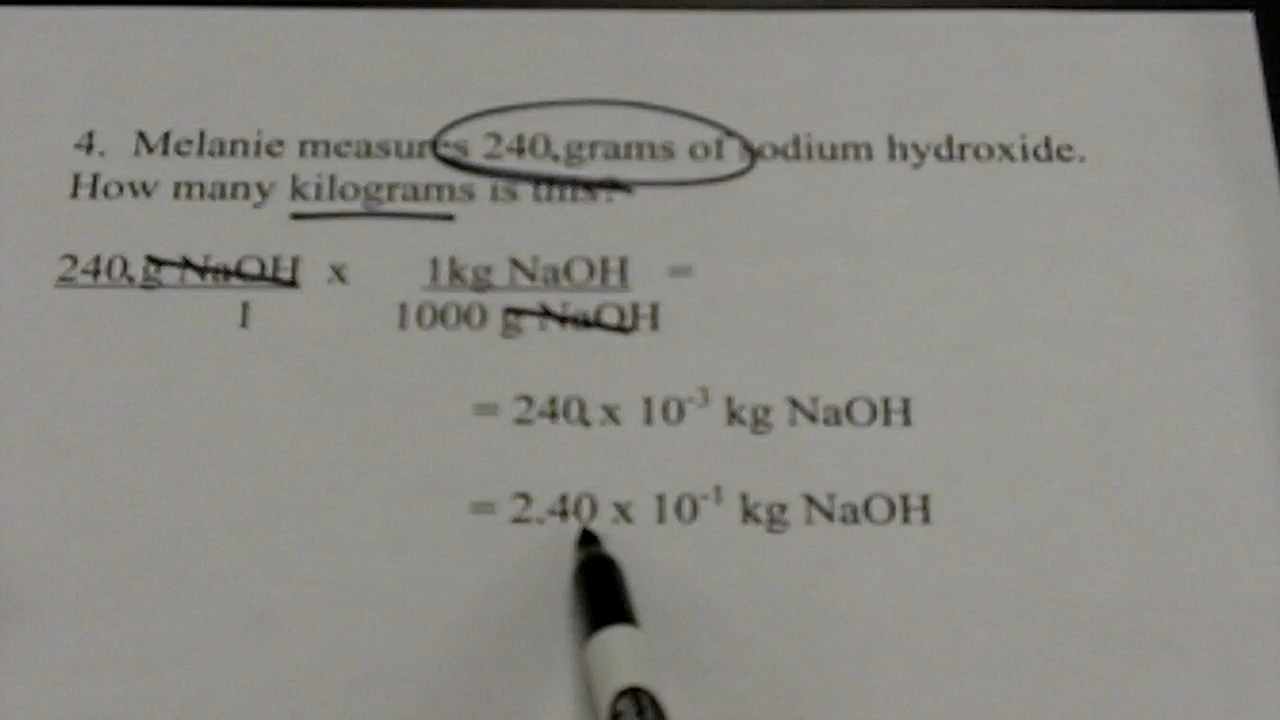 4. Melanie measures 240. grams of sodium hydroxide.
How many kilograms is this?
240. g NaOH x 1kg NaOH =
1 1000 g NaOH
= 240. x 10⁻³ kg NaOH
= 2.40 x 10⁻¹ kg NaOH